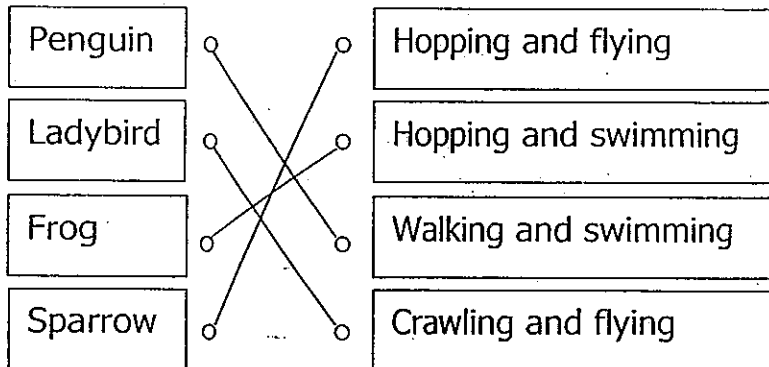 Penguin
Hopping and flying
Ladybird
Hopping and swimming
Frog
Walking and swimming
Sparrow
Crawling and flying